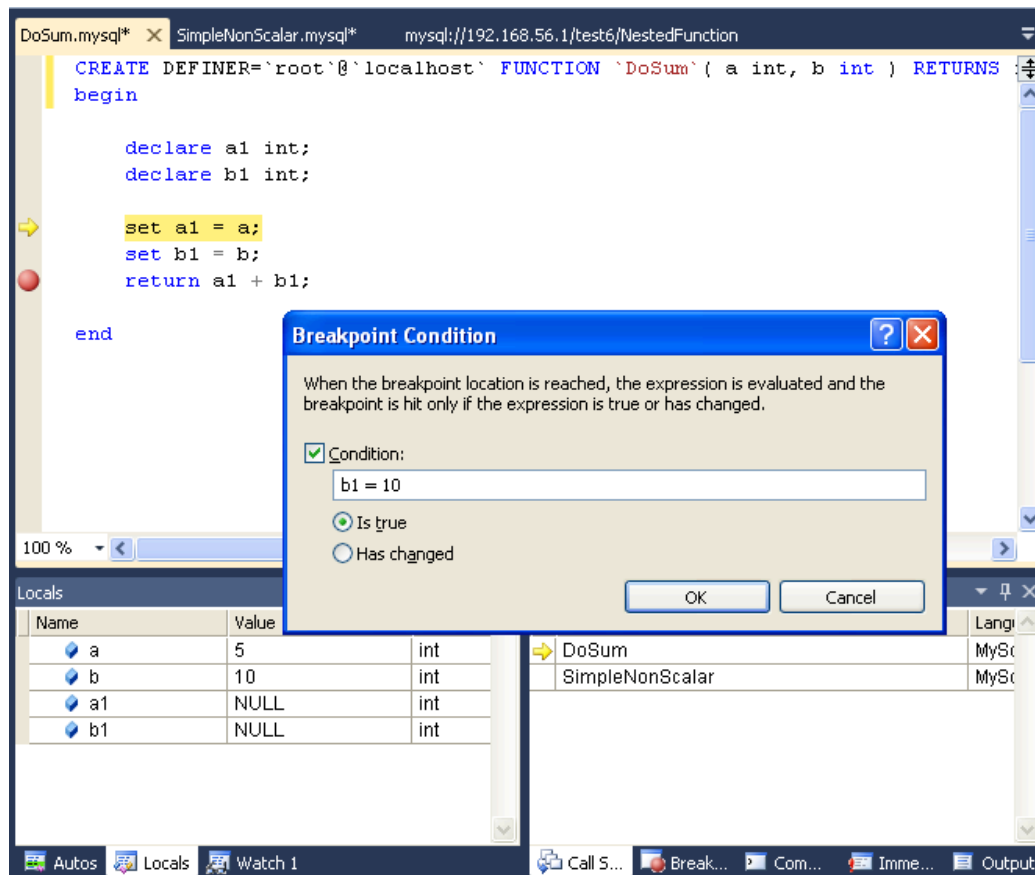 DoSum.mysql* SimpleNonScalar.mysql* mysql://192.168.56.1/test6/NestedFunction
CREATE DEFINER=`root`@`localhost` FUNCTION `DoSum`( a int, b int ) RETURNS
begin
declare a1 int;
declare b1 int;
set a1 = a;
set b1 = b;
return a1 + b1;
end
Breakpoint Condition
When the breakpoint location is reached, the expression is evaluated and the
breakpoint is hit only if the expression is true or has changed.
Condition:
b1 = 10
Is true
Has changed
OK Cancel
100 %
Locals
Name Value Langu
a 5 int DoSum MySc
b 10 int SimpleNonScalar MySc
a1 NULL int
b1 NULL int
Autos Locals Watch 1 Call S... Break... Com... Imme... Output